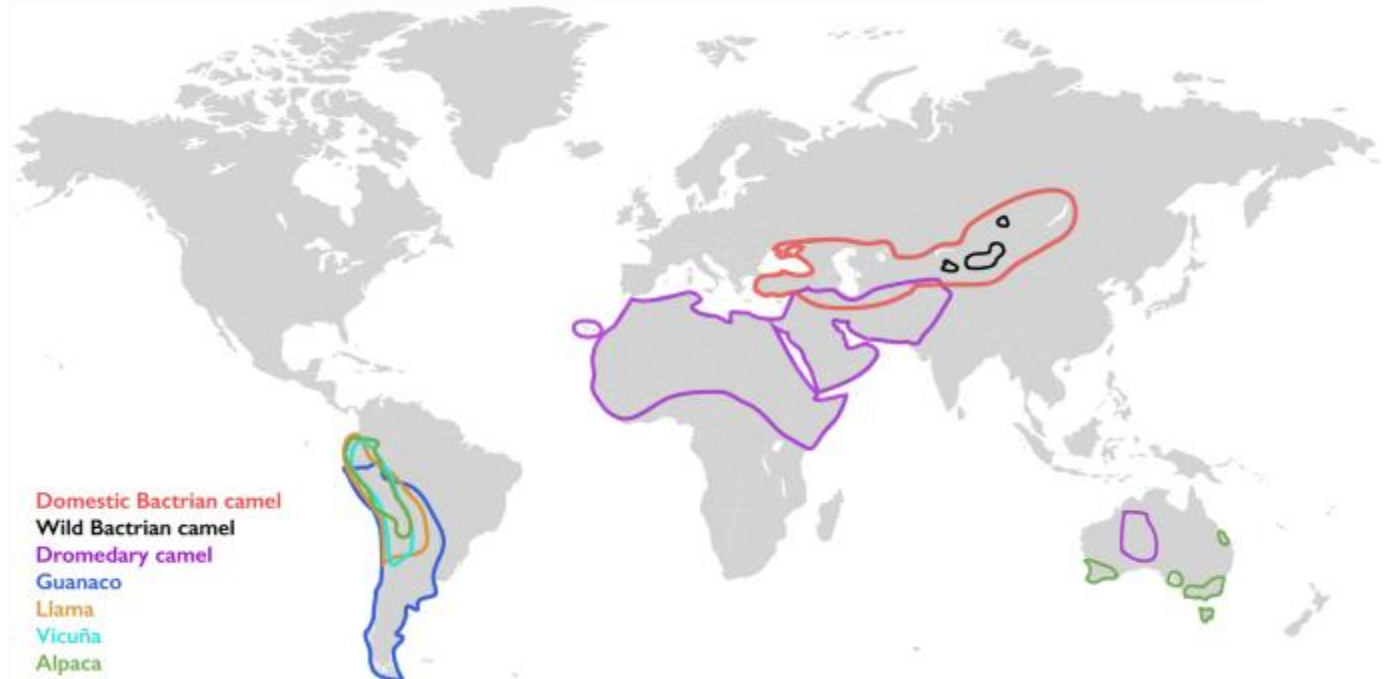 Domestic Bactrian camel
Wild Bactrian camel
Dromedary camel
Guanaco
Llama
Vicuña
Alpaca